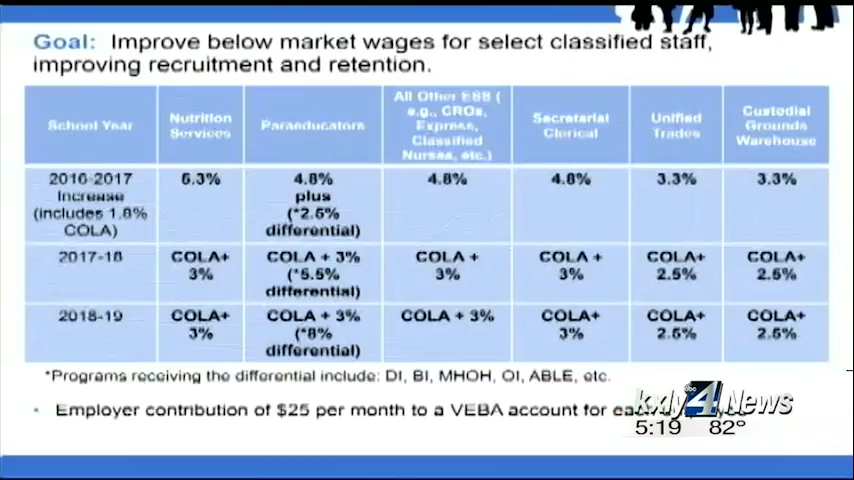 Goal: Improve below market wages for select classified staff,
improving recruitment and retention.
School Year
Nutrition
Services
Paraeducators
All Other ESS (
e.g., CROs,
Express,
Classified
Nurses, etc.)
Secretarial
Clerical
Unified
Trades
Custodial
Grounds
Warehouse
2016-2017
Increase
(includes 1.8%
COLA)
4.8%
plus
(*2.5%
differential)
4.8%
4.8%
3.3%
3.3%
2017-18
COLA+
3%
COLA + 3%
(*5.5%
differential)
COLA +
3%
COLA +
3%
COLA+
2.5%
COLA+
2.5%
2018-19
COLA+
3%
COLA + 3%
(*8%
differential)
COLA + 3%
COLA+
3%
COLA+
2.5%
COLA+
2.5%
*Programs receiving the differential include: DI, BI, MHOH, OI, ABLE, etc.
• Employer contribution of $25 per month to a VEBA account for
abc
kxly 4 News
5:19 82°